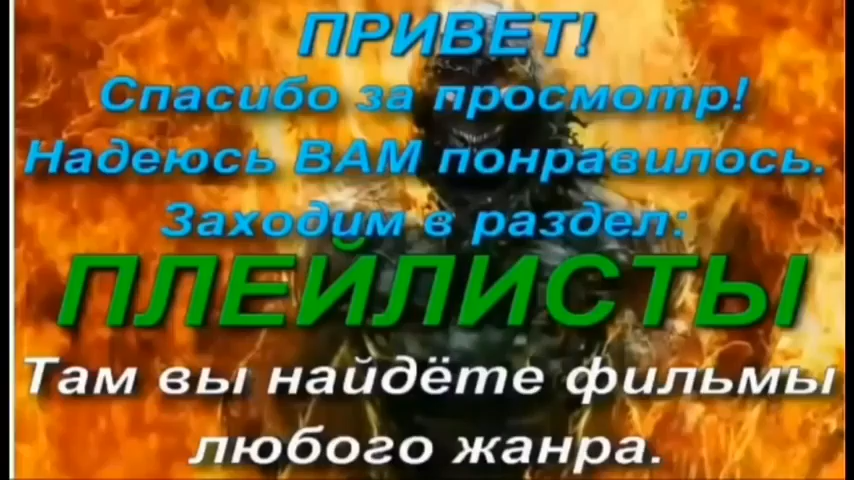 ПРИВЕТ!
Спасибо за просмотр!
Надеюсь ВАМ понравилось.
Заходим в раздел:
ПЛЕЙЛИСТЫ
Там вы найдёте фильмы
любого жанра.